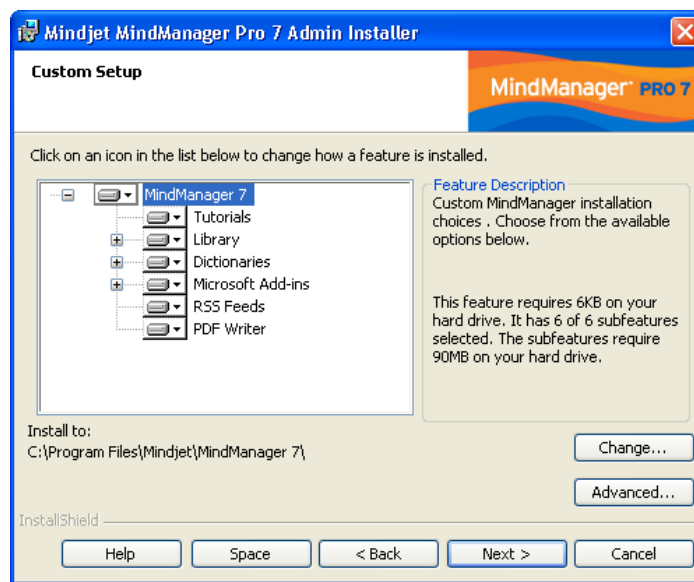 Mindjet MindManager Pro 7 Admin Installer
Custom Setup
MindManager™ PRO 7
Click on an icon in the list below to change how a feature is installed.
MindManager 7
Tutorials
Library
Dictionaries
Microsoft Add-ins
RSS Feeds
PDF Writer
Feature Description
Custom MindManager installation
choices . Choose from the available
options below.
This feature requires 6KB on your
hard drive. It has 6 of 6 subfeatures
selected. The subfeatures require
90MB on your hard drive.
Install to:
C:\Program Files\Mindjet\MindManager 7\
Change...
Advanced...
InstallShield
Help
Space
< Back
Next >
Cancel